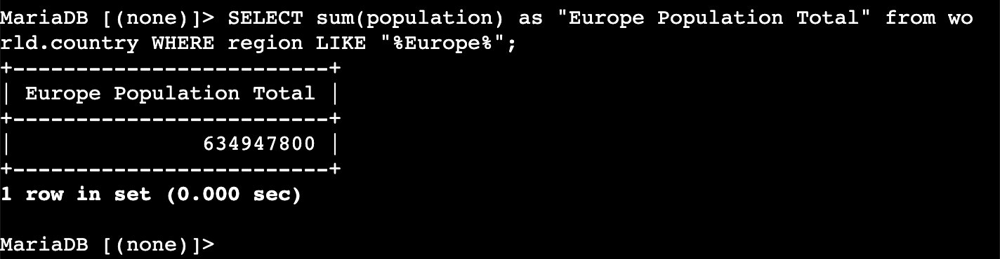 MariaDB [(none)]> SELECT sum(population) as "Europe Population Total" from wo
rld.country WHERE region LIKE "%Europe%";
+-------------------------+
| Europe Population Total |
+-------------------------+
|               634947800 |
+-------------------------+
1 row in set (0.000 sec)

MariaDB [(none)]>